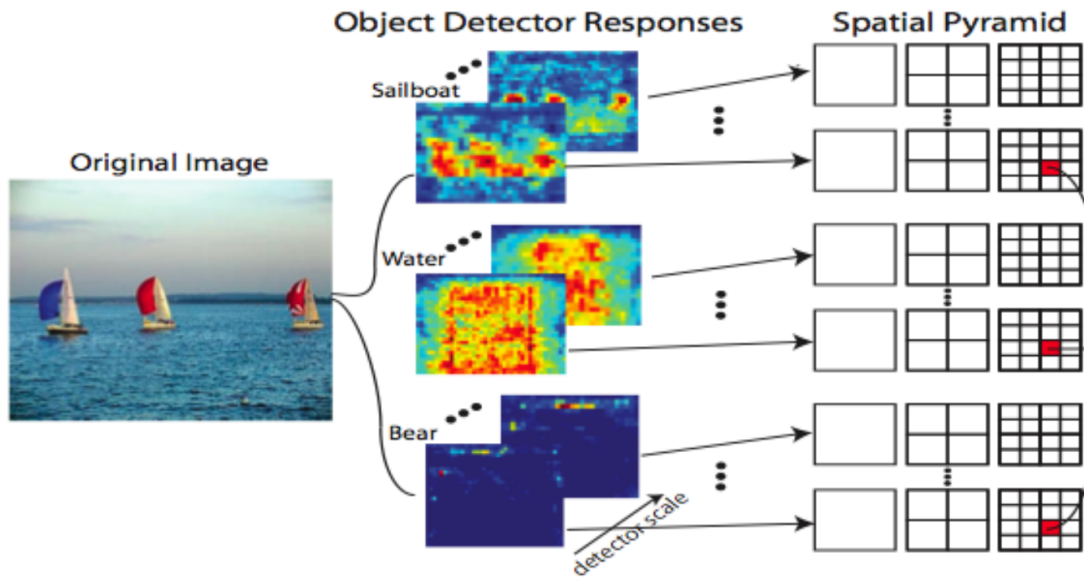 Object Detector Responses
Spatial Pyramid
Sailboat
Original Image
Water
Bear
detector scale